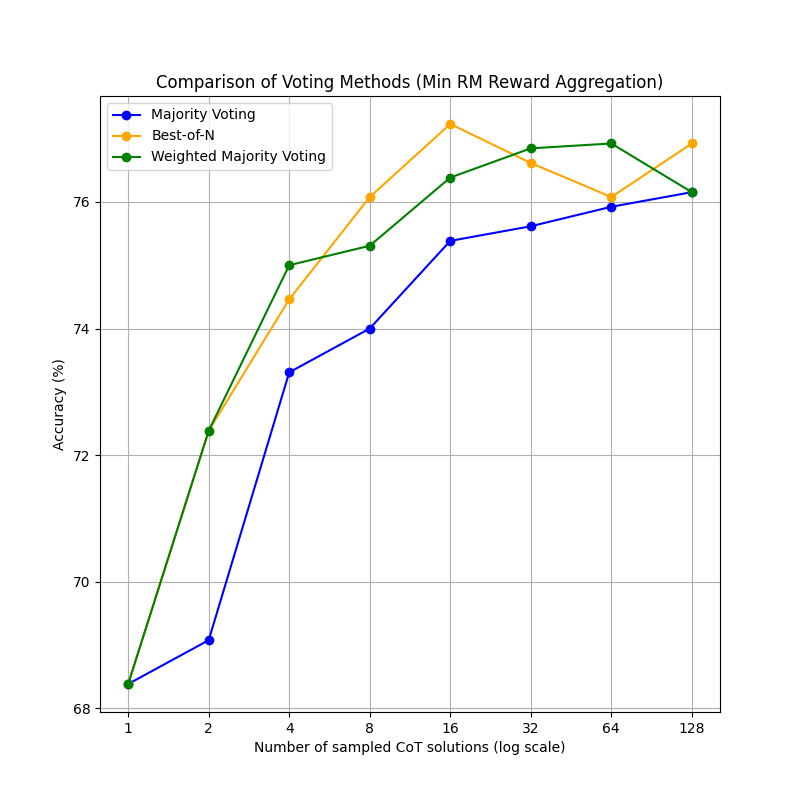 Comparison of Voting Methods (Min RM Reward Aggregation)
Majority Voting
Best-of-N
Weighted Majority Voting
Accuracy (%)
76
74
72
70
68
1 2 4 8 16 32 64 128
Number of sampled CoT solutions (log scale)